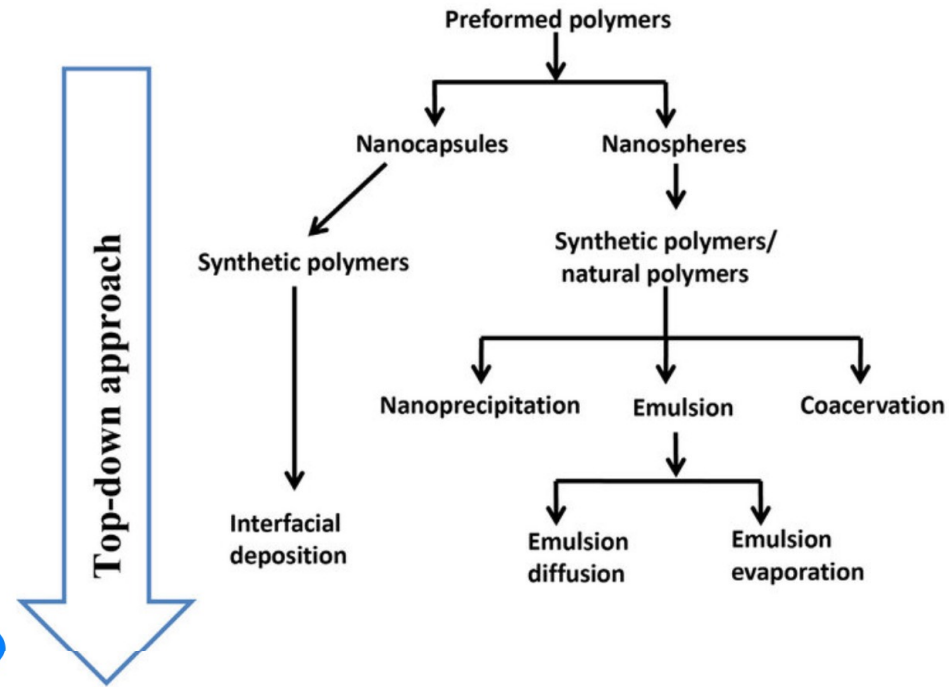 Preformed polymers
Nanocapsules
Nanospheres
Synthetic polymers
Synthetic polymers/
natural polymers
Top-down approach
Nanoprecipitation
Emulsion
Coacervation
Interfacial
deposition
Emulsion
diffusion
Emulsion
evaporation